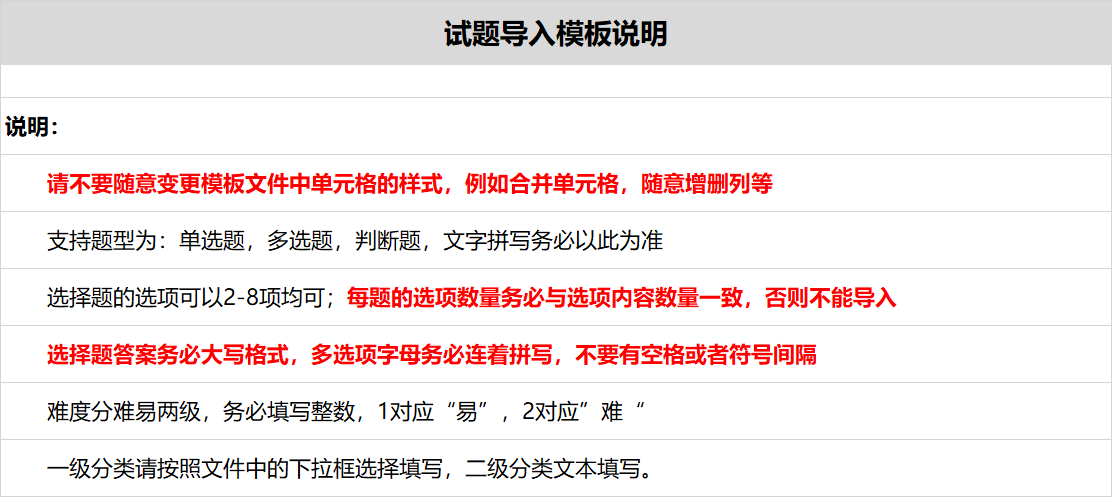 试题导入模板说明
说明：
请不要随意变更模板文件中单元格的样式，例如合并单元格，随意增删列等
支持题型为：单选题，多选题，判断题，文字拼写务必以此为准
选择题的选项可以2-8项均可；每题的选项数量务必与选项内容数量一致，否则不能导入
选择题答案务必大写格式，多选项字母务必连着拼写，不要有空格或者符号间隔
难度分难易两级，务必填写整数，1对应“易”，2对应”难“
一级分类请按照文件中的下拉框选择填写，二级分类文本填写。